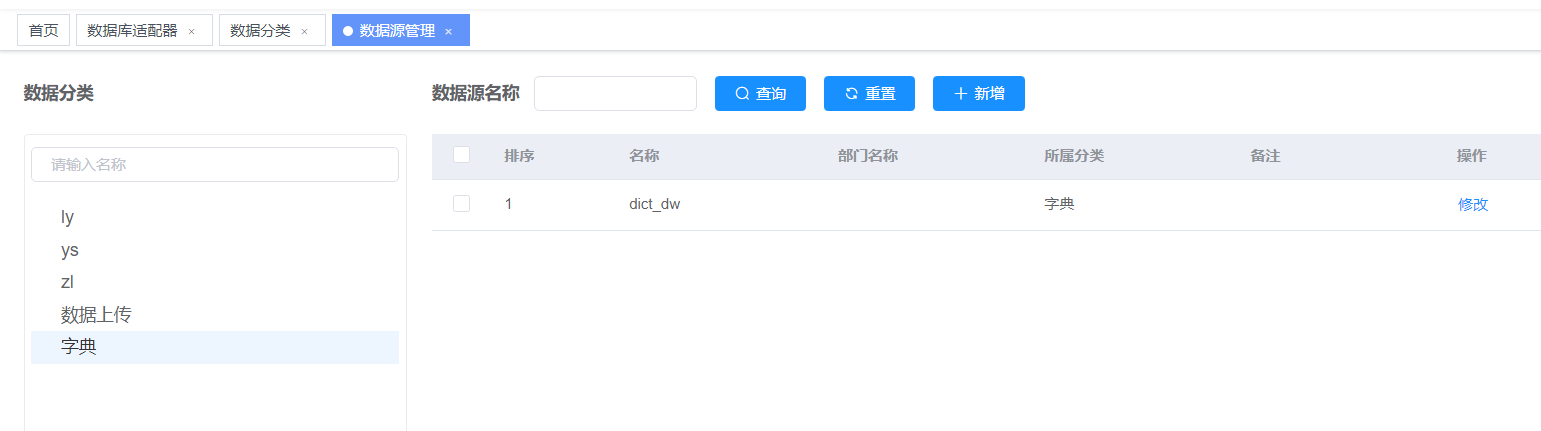 首页 数据库适配器 × 数据分类 × 数据源管理 ×
数据分类
请输入名称
ly
ys
zl
数据上传
字典
数据源名称 查询 重置 新增
排序 名称 部门名称 所属分类 备注 操作
1 dict_dw 字典 修改